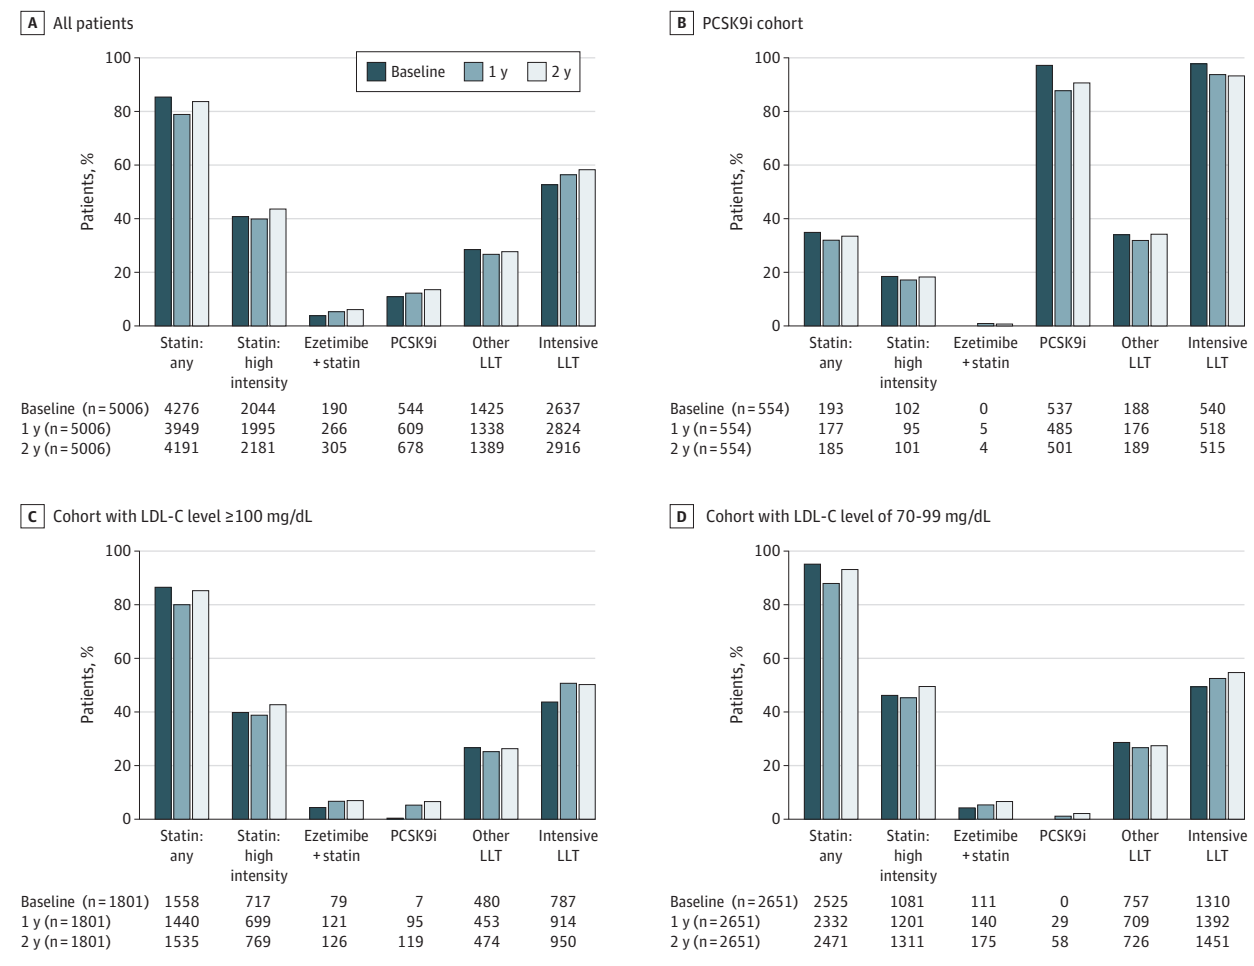 A All patients
100
80
60
40
20
0
Patients, %
Baseline 1 y 2 y
Statin: any
Statin: high intensity
Ezetimibe + statin
PCSK9i
Other LLT
Intensive LLT
Baseline (n = 5006) 4276 2044 190 544 1425 2637
1 y (n = 5006) 3949 1995 266 609 1338 2824
2 y (n = 5006) 4191 2181 305 678 1389 2916
B PCSK9i cohort
100
80
60
40
20
0
Patients, %
Statin: any
Statin: high intensity
Ezetimibe + statin
PCSK9i
Other LLT
Intensive LLT
Baseline (n = 554) 193 102 0 537 188 540
1 y (n = 554) 177 95 5 485 176 518
2 y (n = 554) 185 101 4 501 189 515
C Cohort with LDL-C level ≥100 mg/dL
100
80
60
40
20
0
Patients, %
Statin: any
Statin: high intensity
Ezetimibe + statin
PCSK9i
Other LLT
Intensive LLT
Baseline (n = 1801) 1558 717 79 7 480 787
1 y (n = 1801) 1440 699 121 95 453 914
2 y (n = 1801) 1535 769 126 119 474 950
D Cohort with LDL-C level of 70-99 mg/dL
100
80
60
40
20
0
Patients, %
Statin: any
Statin: high intensity
Ezetimibe + statin
PCSK9i
Other LLT
Intensive LLT
Baseline (n = 2651) 2525 1081 111 0 757 1310
1 y (n = 2651) 2332 1201 140 29 709 1392
2 y (n = 2651) 2471 1311 175 58 726 1451